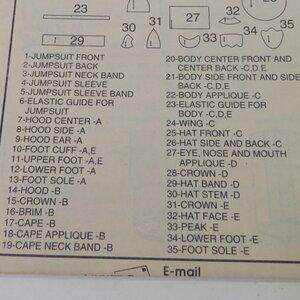 23
31
27
32
35
29
30
33
34
1-JUMPSUIT FRONT
2-JUMPSUIT BACK
3-JUMPSUIT NECK BAND
4-JUMPSUIT SLEEVE
5-JUMPSUIT SLEEVE BAND
6-ELASTIC GUIDE FOR
JUMPSUIT
7-HOOD CENTER -A
8-HOOD SIDE -A
9-HOOD EAR -A
10-FOOT CUFF -A,E
11-UPPER FOOT -A,E
12-LOWER FOOT -A
13-FOOT SOLE -A
14-HOOD -B
15-CROWN -B
16-BRIM -B
17-CAPE -B
18-CAPE APPLIQUE -B
19-CAPE NECK BAND -B
20-BODY CENTER FRONT AND
CENTER BACK -C,D,E
21-BODY SIDE FRONT AND SIDE
BACK -C,D,E
22-BODY APPLIQUE -C
23-ELASTIC GUIDE FOR
BODY -C,D,E
24-WING -C
25-HAT FRONT -C
26-HAT SIDE AND BACK -C
27-EYE, NOSE AND MOUTH
APPLIQUE -D
28-CROWN -D
29-HAT BAND -D
30-HAT STEM -D
31-CROWN -E
32-HAT FACE -E
33-PEAK -E
34-LOWER FOOT -E
35-FOOT SOLE -E
E-mail